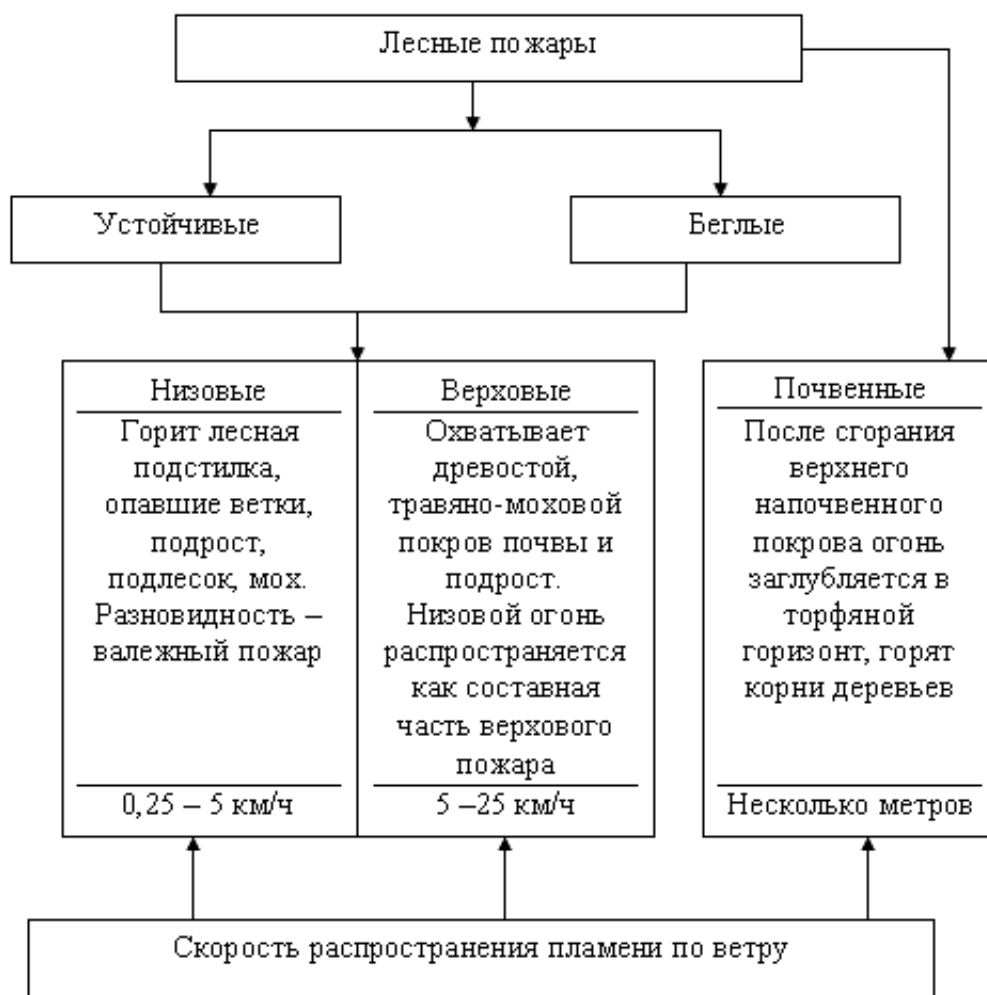 Лесные пожары
Устойчивые
Беглые
Низовые
Горит лесная
подстилка,
опавшие ветки,
подрост,
подлесок, мох.
Разновидность –
валежный пожар
0,25 – 5 км/ч
Верховые
Охватывает
древостой,
травяно-моховой
покров почвы и
подрост.
Низовой огонь
распространяется
как составная
часть верхового
пожара
5 –25 км/ч
Почвенные
После сгорания
верхнего
напочвенного
покрова огонь
заглубляется в
торфяной
горизонт, горят
корни деревьев
Несколько метров
Скорость распространения пламени по ветру